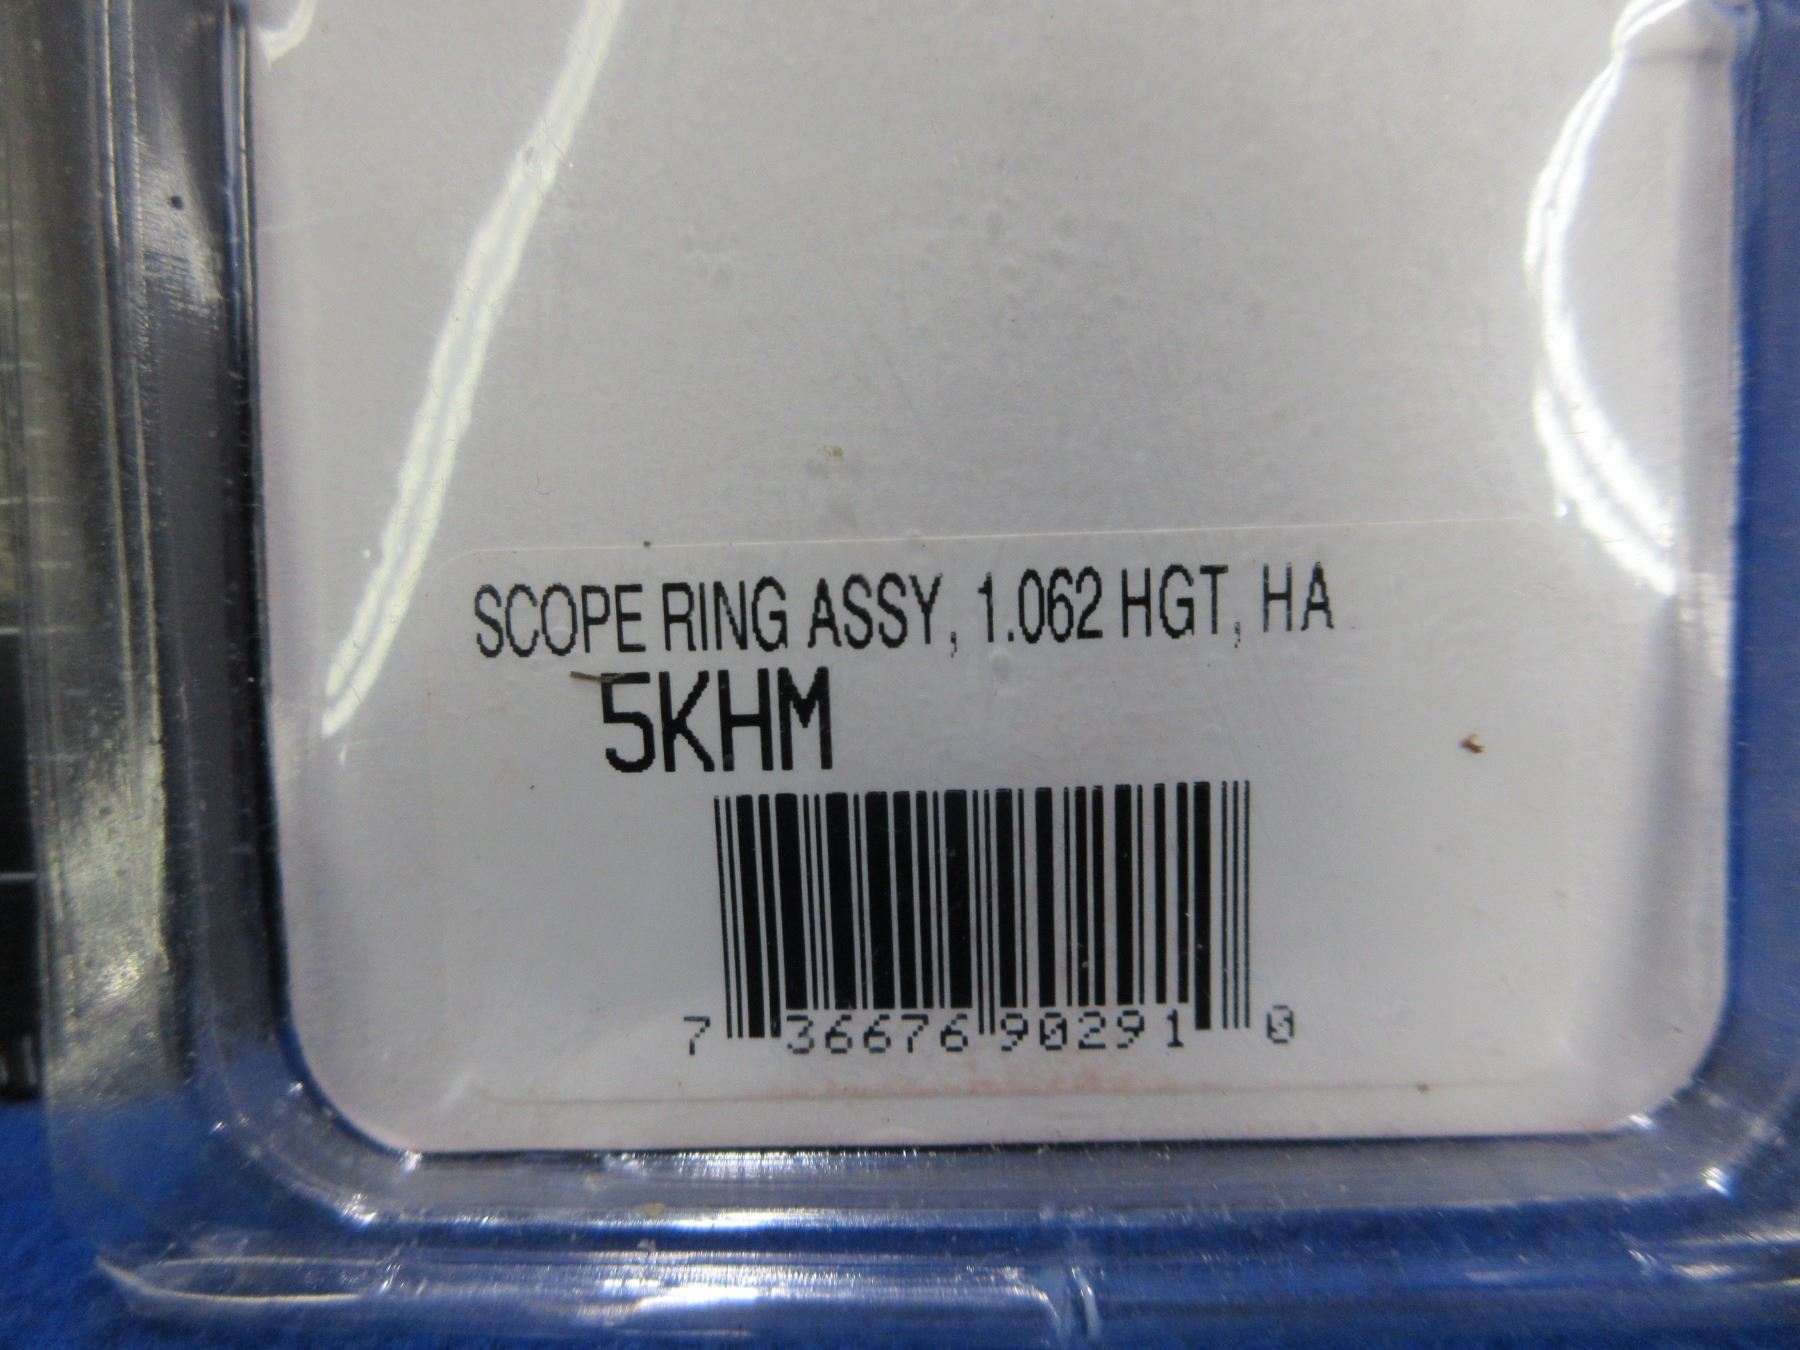 SCOPE RING ASSY, 1.062 HGT, HA
5KHM
7 36676 90291 0